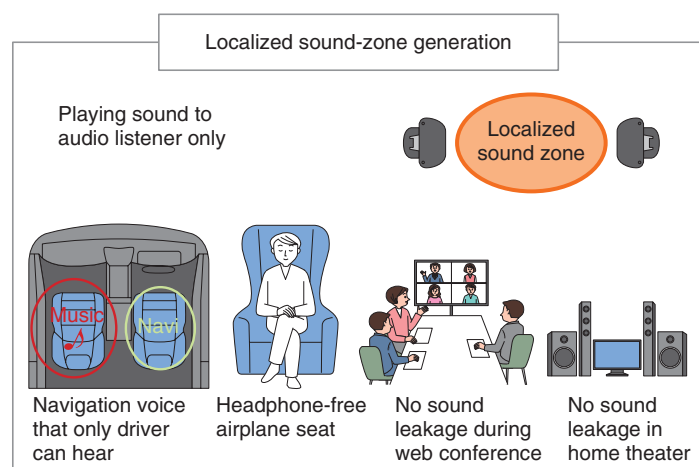 Localized sound-zone generation
Playing sound to
audio listener only
Localized
sound zone
Music
Navi
Navigation voice
that only driver
can hear
Headphone-free
airplane seat
No sound
leakage during
web conference
No sound
leakage in
home theater